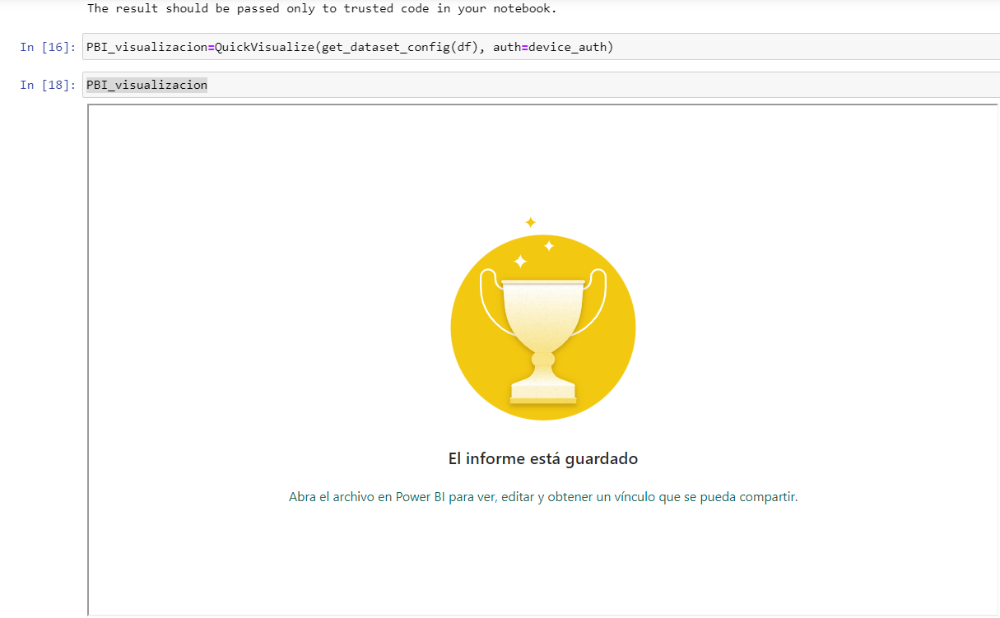 The result should be passed only to trusted code in your notebook.
In [16]: PBI_visualizacion=QuickVisualize(get_dataset_config(df), auth=device_auth)
In [18]: PBI_visualizacion
El informe está guardado
Abra el archivo en Power BI para ver, editar y obtener un vínculo que se pueda compartir.